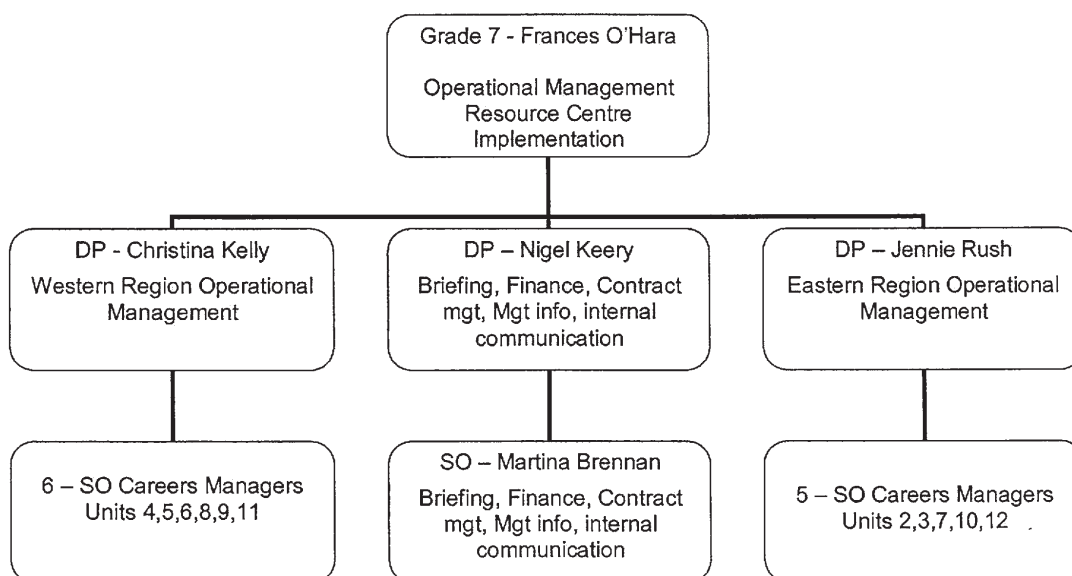 Grade 7 - Frances O'Hara
Operational Management
Resource Centre
Implementation
DP - Christina Kelly
Western Region Operational
Management
DP – Nigel Keery
Briefing, Finance, Contract
mgt, Mgt info, internal
communication
DP – Jennie Rush
Eastern Region Operational
Management
6 – SO Careers Managers
Units 4,5,6,8,9,11
SO – Martina Brennan
Briefing, Finance, Contract
mgt, Mgt info, internal
communication
5 – SO Careers Managers
Units 2,3,7,10,12